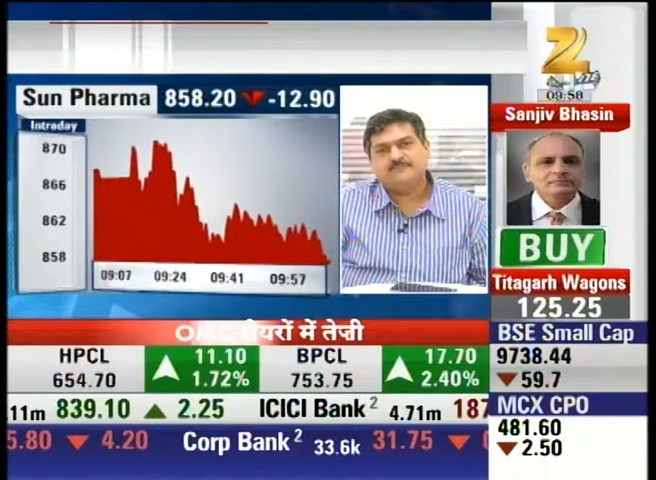 Sun Pharma 858.20 -12.90
Intraday
870
866
862
858
09:07 09:24 09:41 09:57
09:58
Sanjiv Bhasin
BUY
Titagarh Wagons
125.25
शेयरों में तेज़ी
HPCL 11.10 BPCL 17.70
654.70 1.72% 753.75 2.40%
11m 839.10 2.25 ICICI Bank 2 4.71m 187
5.80 4.20 Corp Bank 2 33.6k 31.75
BSE Small Cap
9738.44
59.7
MCX CPO
481.60
2.50